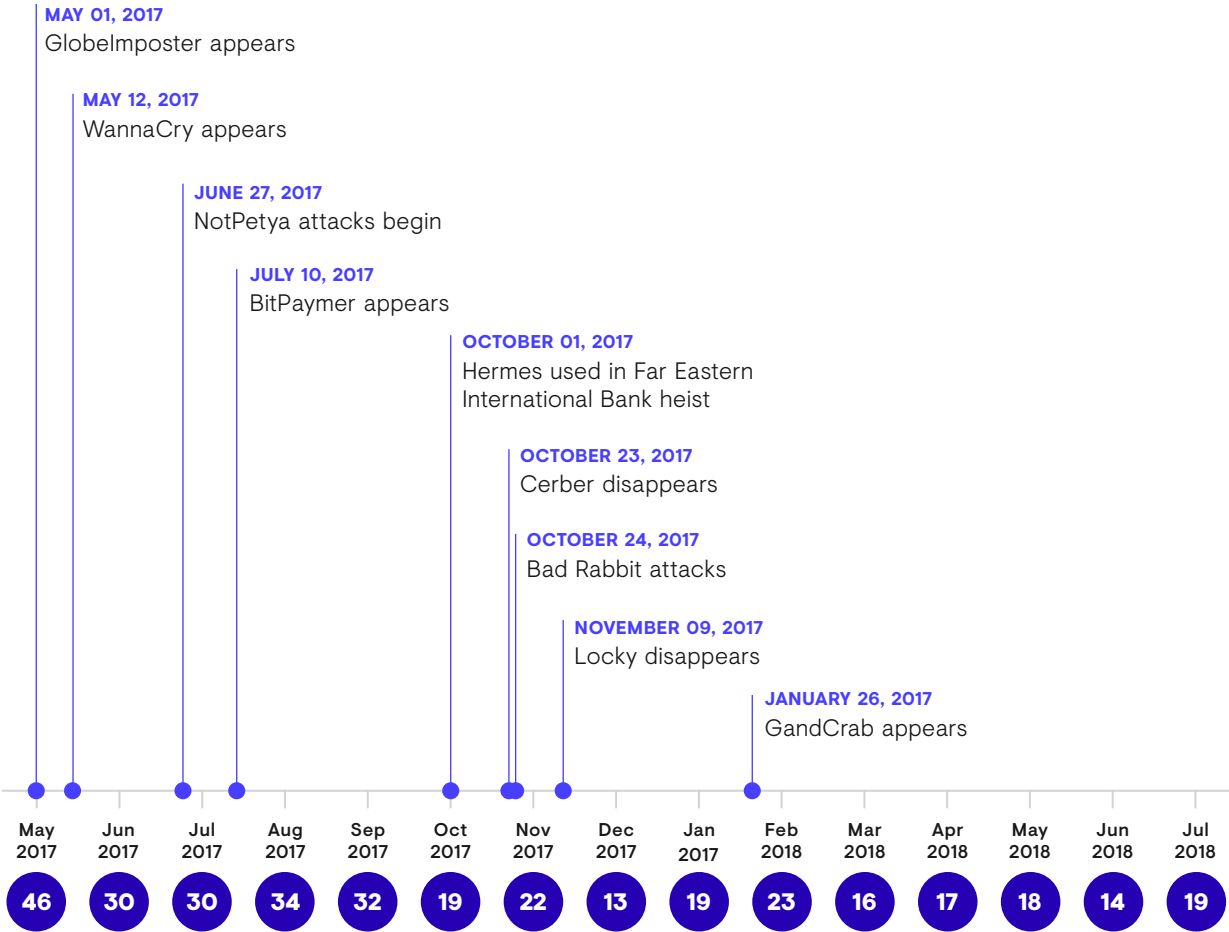 MAY 01, 2017
GlobeImposter appears
MAY 12, 2017
WannaCry appears
JUNE 27, 2017
NotPetya attacks begin
JULY 10, 2017
BitPaymer appears
OCTOBER 01, 2017
Hermes used in Far Eastern
International Bank heist
OCTOBER 23, 2017
Cerber disappears
OCTOBER 24, 2017
Bad Rabbit attacks
NOVEMBER 09, 2017
Locky disappears
JANUARY 26, 2017
GandCrab appears
May Jun Jul Aug Sep Oct Nov Dec Jan Feb Mar Apr May Jun Jul
2017 2017 2017 2017 2017 2017 2017 2017 2017 2018 2018 2018 2018 2018 2018
46 30 30 34 32 19 22 13 19 23 16 17 18 14 19